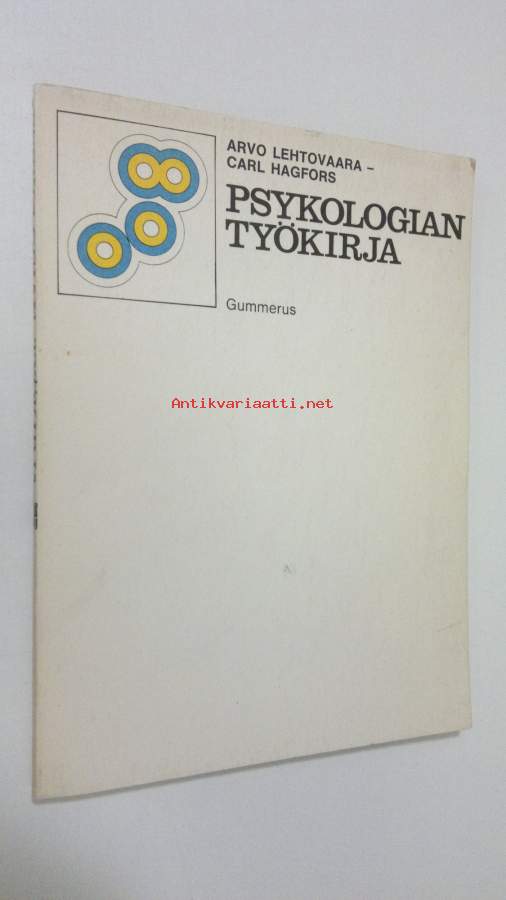 ARVO LEHTOVAARA –
CARL HAGFORS
PSYKOLOGIAN
TYÖKIRJA
Gummerus
Antikvariaatti.net